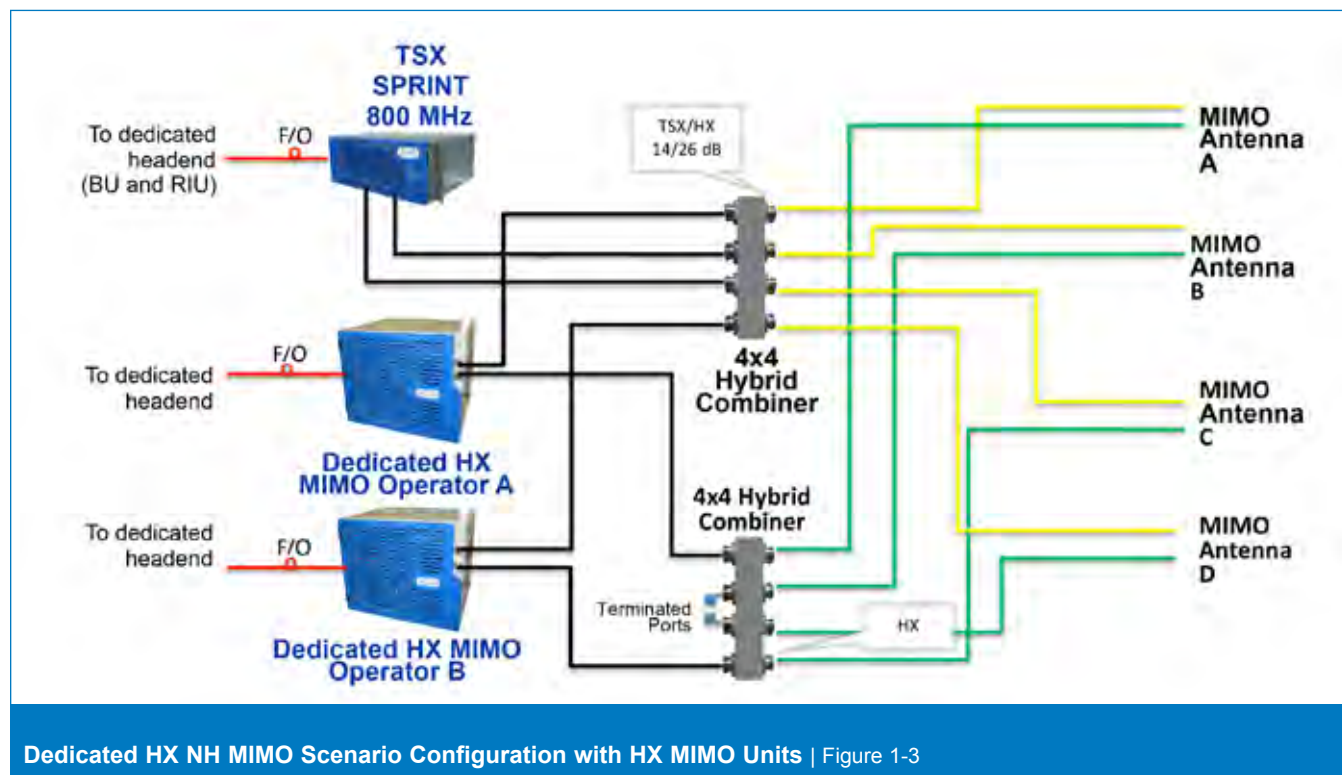 TSX
SPRINT
800 MHz
To dedicated
headend
(BU and RIU)
F/O
TSX/HX
14/26 dB
MIMO
Antenna
A
MIMO
Antenna
B
4x4
Hybrid
Combiner
F/O
To dedicated
headend
Dedicated HX
MIMO Operator A
MIMO
Antenna
C
4x4 Hybrid
Combiner
To dedicated
headend
F/O
MIMO
Antenna
D
Terminated
Ports
HX
Dedicated HX MIMO
Operator B
Dedicated HX NH MIMO Scenario Configuration with HX MIMO Units | Figure 1-3